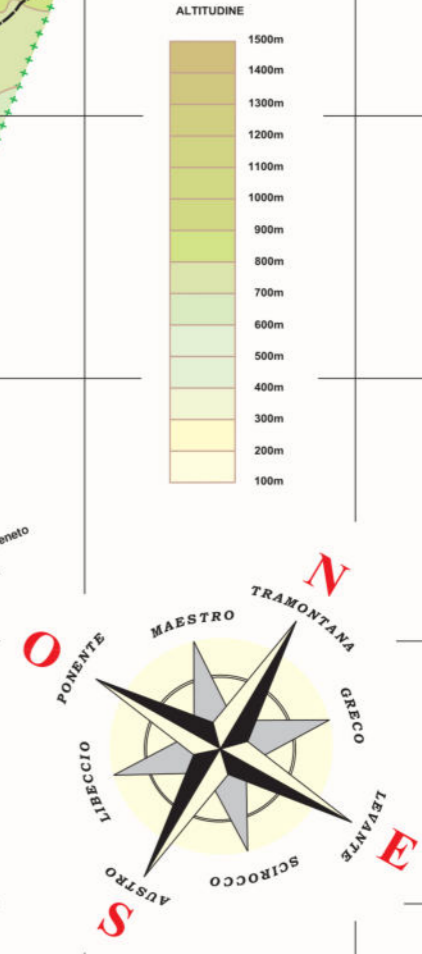 ALTITUDINE
1500m
1400m
1300m
1200m
1100m
1000m
900m
800m
700m
600m
500m
400m
300m
200m
100m
eneto
N
TRAMONTANA
MAESTRO
O
PONENTE
GRECO
LIBECCIO
LEVANTE
E
SCIROCCO
AUSTRO
S